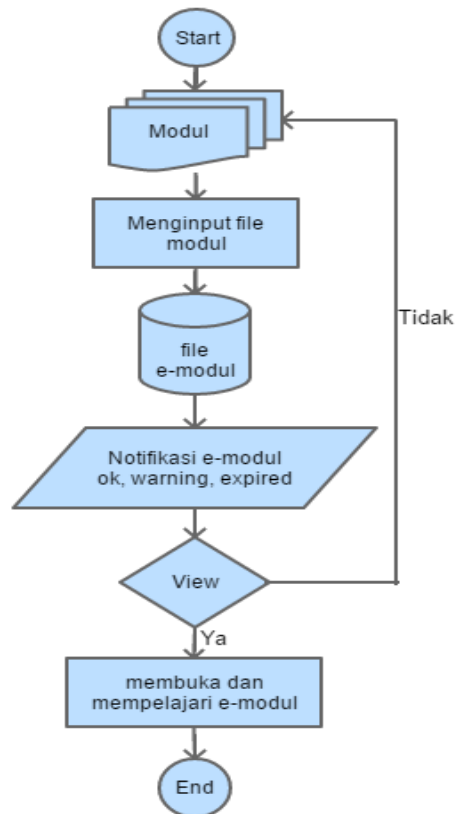 Start
Modul
Menginput file
modul
file
e-modul
Tidak
Notifikasi e-modul
ok, warning, expired
View
Ya
membuka dan
mempelajari e-modul
End